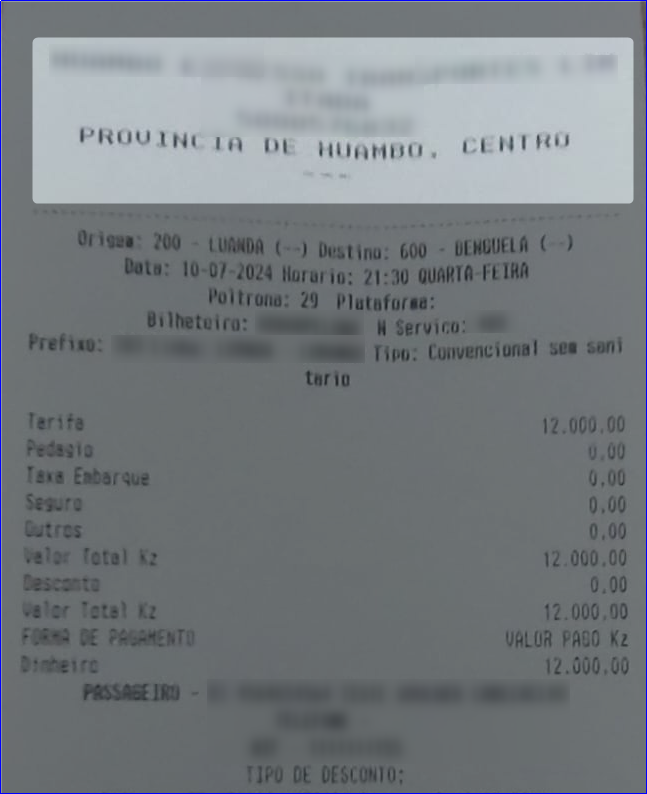 PROVINCIA DE HUAMBO, CENTRO
---
Origem: 200 - LUANDA (--) Destino: 600 - BENGUELA (--)
Data: 10-07-2024 Horario: 21:30 QUARTA-FEIRA
Poltrona: 29 Plataforma:
Bilheteiro: N Servico:
Prefixo: Tipo: Convencional sem sani
tario
Tarifa 12.000,00
Pedagio 0,00
Taxa Embarque 0,00
Seguro 0,00
Outros 0,00
Valor Total Kz 12.000,00
Desconto 0,00
Valor Total Kz 12.000,00
FORMA DE PAGAMENTO VALOR PAGO Kz
Dinheiro 12.000,00
PASSAGEIRO -
TIPO DE DESCONTO: